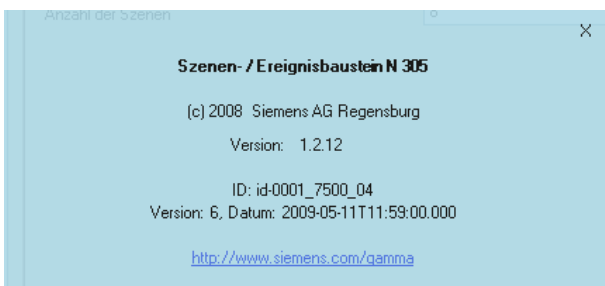 Anzahl der Szenen
X
Szenen- / Ereignisbaustein N 305
(c) 2008 Siemens AG Regensburg
Version: 1.2.12
ID: id-0001_7500_04
Version: 6, Datum: 2009-05-11T11:59:00.000
http://www.siemens.com/gamma